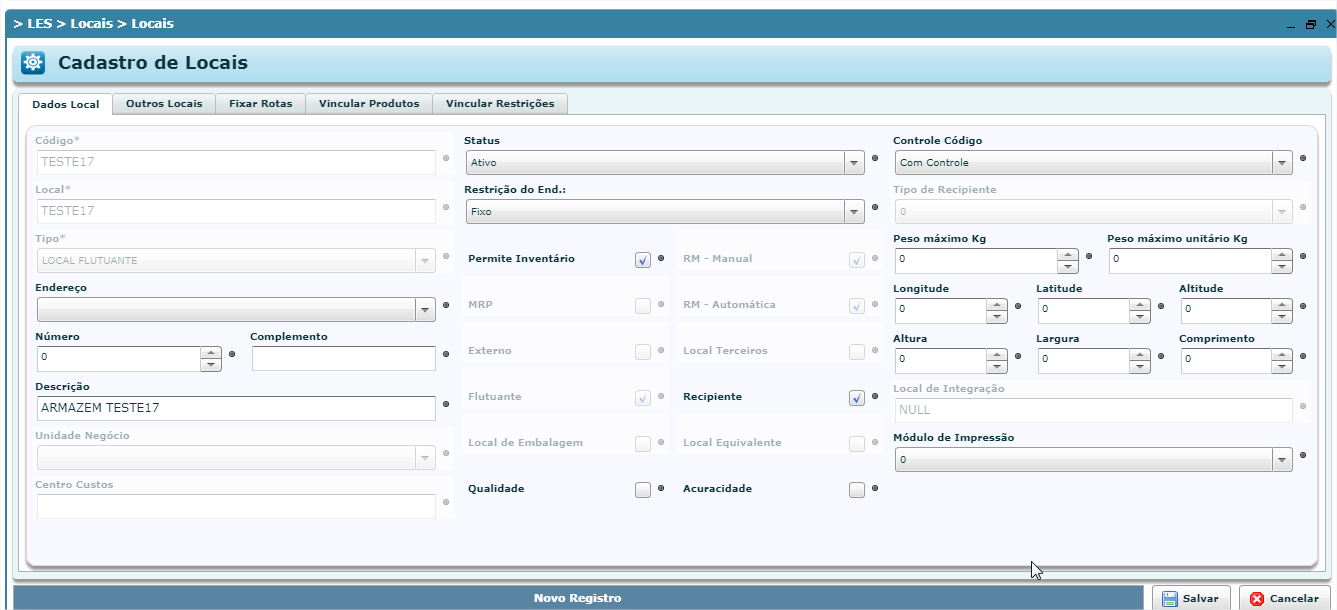 > LES > Locais > Locais
Cadastro de Locais
Dados Local
Outros Locais
Fixar Rotas
Vincular Produtos
Vincular Restrições
Código*
TESTE17
Local*
TESTE17
Tipo*
LOCAL FLUTUANTE
Endereço
Número
Complemento
0
Descrição
ARMAZEM TESTE17
Unidade Negócio
Centro Custos
Status
Ativo
Restrição do End.:
Fixo
Permite Inventário
RM - Manual
MRP
RM - Automática
Externo
Local Terceiros
Flutuante
Recipiente
Local de Embalagem
Local Equivalente
Qualidade
Acuracidade
Controle Código
Com Controle
Tipo de Recipiente
0
Peso máximo Kg
Peso máximo unitário Kg
0
0
Longitude
Latitude
Altitude
0
0
0
Altura
Largura
Comprimento
0
0
0
Local de Integração
NULL
Módulo de Impressão
0
Novo Registro
Salvar
Cancelar